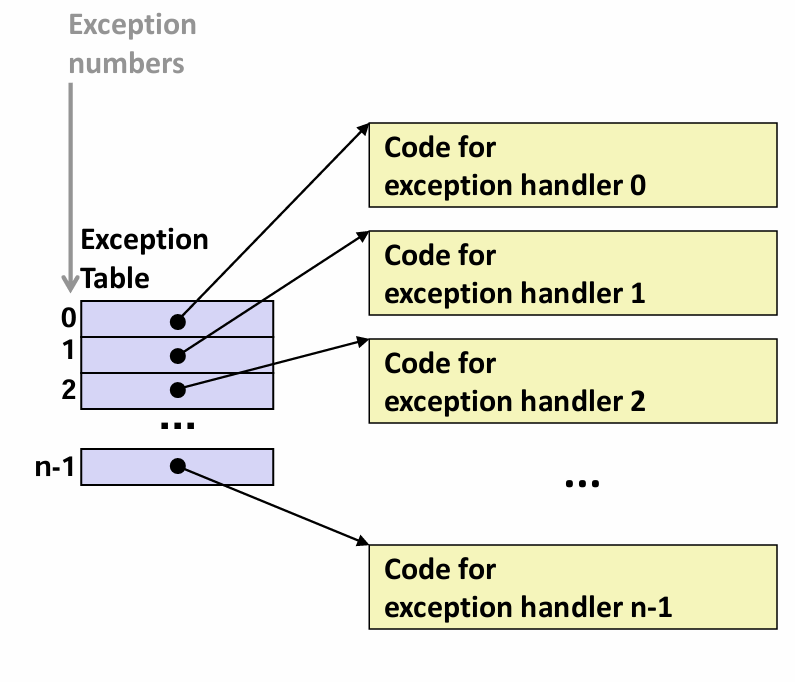 Exception
numbers
Exception
Table
0
1
2
...
n-1
Code for
exception handler 0
Code for
exception handler 1
Code for
exception handler 2
...
Code for
exception handler n-1